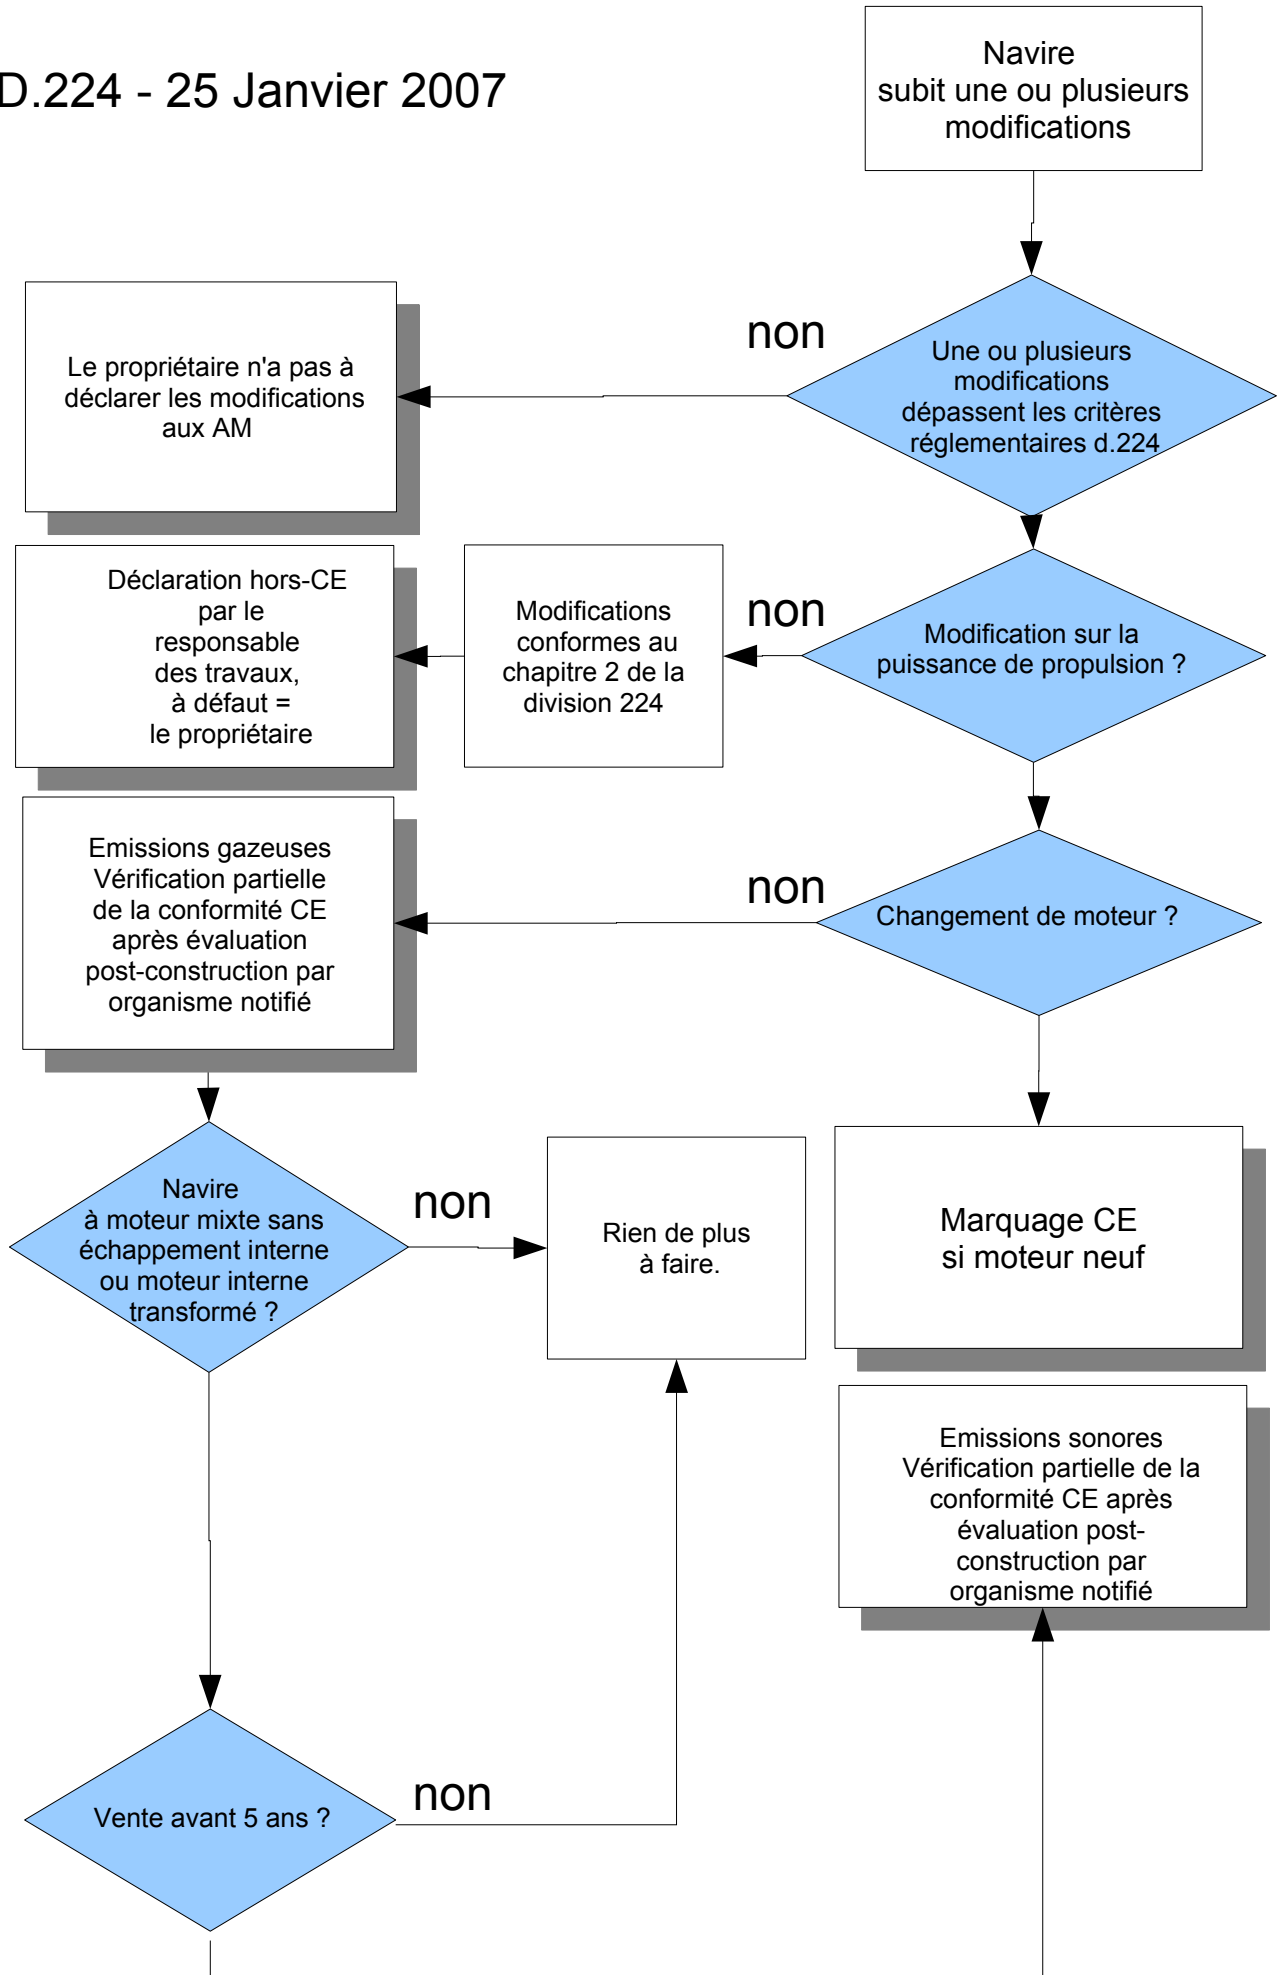 D.224 - 25 Janvier 2007
Navire
subit une ou plusieurs
modifications
non
Une ou plusieurs
modifications
dépassent les critères
réglementaires d.224
Le propriétaire n'a pas à
déclarer les modifications
aux AM
Déclaration hors-CE
par le
responsable
des travaux,
à défaut =
le propriétaire
Modifications
conformes au
chapitre 2 de la
division 224
non
Modification sur la
puissance de propulsion ?
Emissions gazeuses
Vérification partielle
de la conformité CE
après évaluation
post-construction par
organisme notifié
non
Changement de moteur ?
Navire
à moteur mixte sans
échappement interne
ou moteur interne
transformé ?
non
Rien de plus
à faire.
Marquage CE
si moteur neuf
Emissions sonores
Vérification partielle de la
conformité CE après
évaluation post-
construction par
organisme notifié
Vente avant 5 ans ?
non